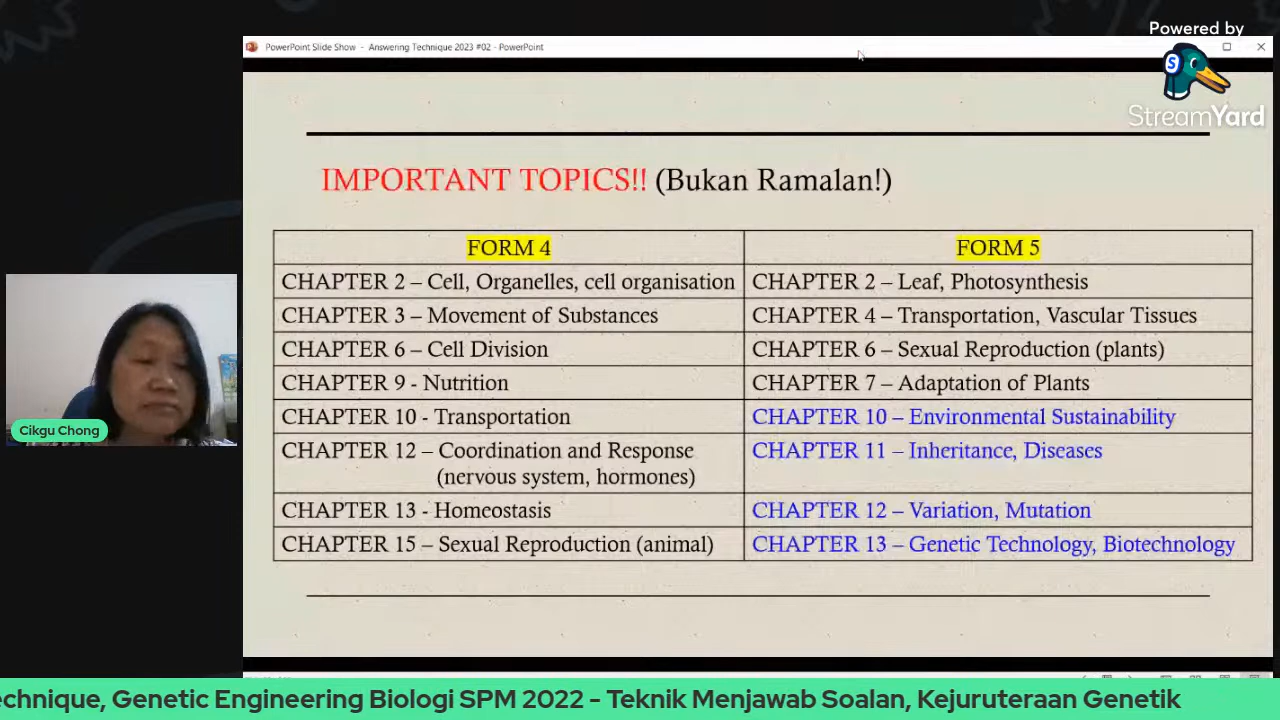 Powered by
StreamYard
PowerPoint Slide Show - Answering Technique 2023 #02 - PowerPoint
IMPORTANT TOPICS!! (Bukan Ramalan!)
FORM 4
FORM 5
CHAPTER 2 – Cell, Organelles, cell organisation
CHAPTER 2 – Leaf, Photosynthesis
CHAPTER 3 – Movement of Substances
CHAPTER 4 – Transportation, Vascular Tissues
CHAPTER 6 – Cell Division
CHAPTER 6 – Sexual Reproduction (plants)
CHAPTER 9 - Nutrition
CHAPTER 7 – Adaptation of Plants
CHAPTER 10 - Transportation
CHAPTER 10 – Environmental Sustainability
CHAPTER 12 – Coordination and Response
(nervous system, hormones)
CHAPTER 11 – Inheritance, Diseases
CHAPTER 13 - Homeostasis
CHAPTER 12 – Variation, Mutation
CHAPTER 15 – Sexual Reproduction (animal)
CHAPTER 13 – Genetic Technology, Biotechnology
Cikgu Chong
echnique, Genetic Engineering Biologi SPM 2022 - Teknik Menjawab Soalan, Kejuruteraan Genetik